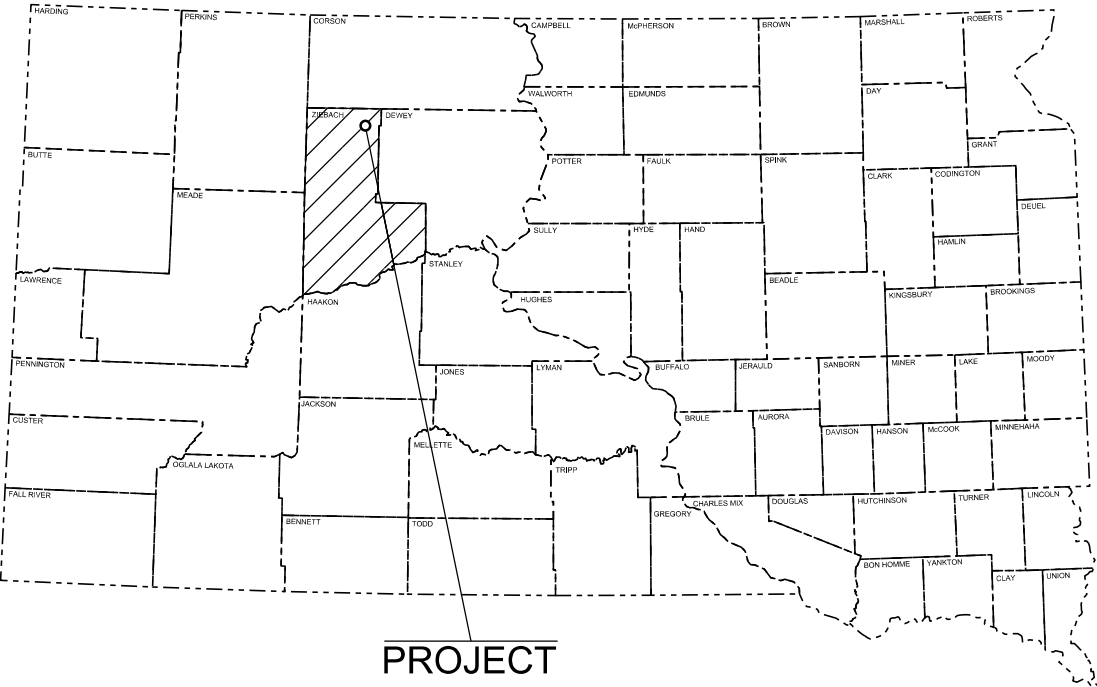 HARDING
PERKINS
CORSON
CAMPBELL
McPHERSON
BROWN
MARSHALL
ROBERTS
WALWORTH
EDMUNDS
DAY
ZIEBACH
DEWEY
GRANT
BUTTE
POTTER
FAULK
SPINK
CLARK
CODINGTON
MEADE
DEUEL
SULLY
HYDE
HAND
HAMLIN
STANLEY
LAWRENCE
BEADLE
HAAKON
HUGHES
KINGSBURY
BROOKINGS
PENNINGTON
JONES
LYMAN
BUFFALO
JERAULD
SANBORN
MINER
LAKE
MOODY
JACKSON
CUSTER
BRULE
AURORA
DAVISON
HANSON
McCOOK
MINNEHAHA
MELLETTE
OGLALA LAKOTA
TRIPP
FALL RIVER
CHARLES MIX
DOUGLAS
HUTCHINSON
TURNER
LINCOLN
GREGORY
BENNETT
TODD
BON HOMME
YANKTON
CLAY
UNION
PROJECT